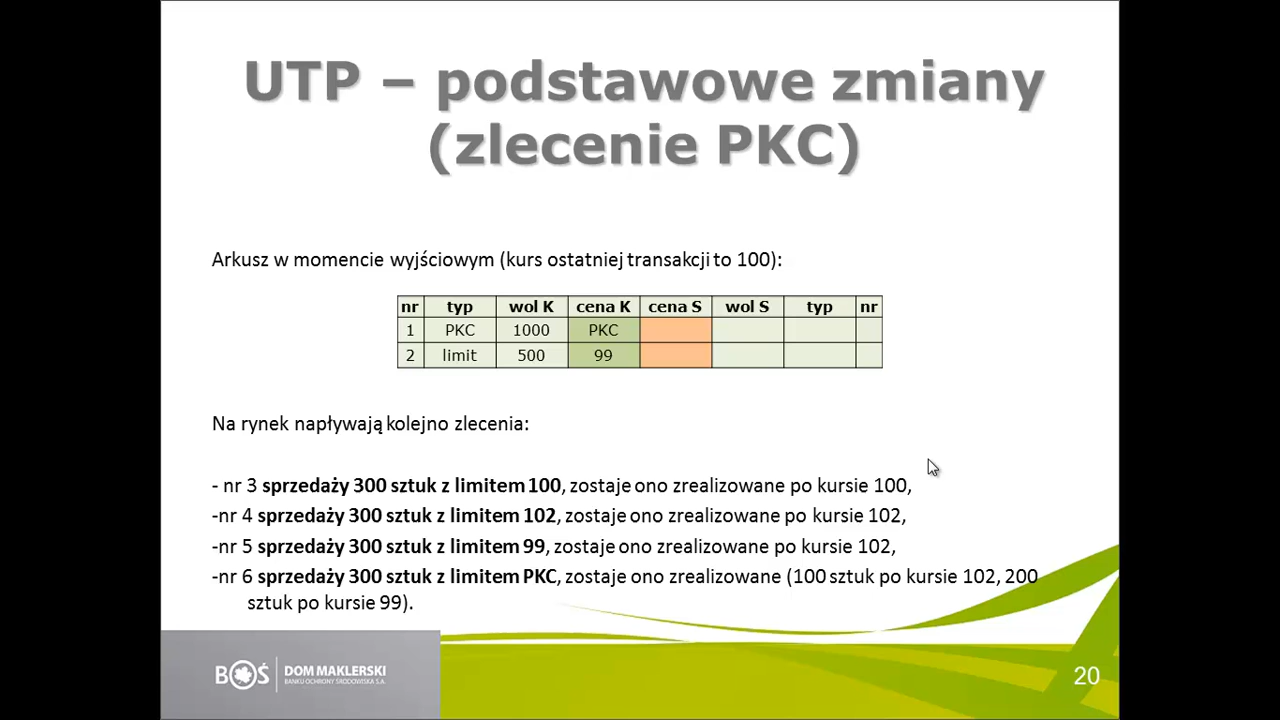 UTP – podstawowe zmiany
(zlecenie PKC)
Arkusz w momencie wyjściowym (kurs ostatniej transakcji to 100):
nr typ wol K cena K cena S wol S typ nr
1 PKC 1000 PKC
2 limit 500 99
Na rynek napływają kolejno zlecenia:
- nr 3 sprzedaży 300 sztuk z limitem 100, zostaje ono zrealizowane po kursie 100,
-nr 4 sprzedaży 300 sztuk z limitem 102, zostaje ono zrealizowane po kursie 102,
-nr 5 sprzedaży 300 sztuk z limitem 99, zostaje ono zrealizowane po kursie 102,
-nr 6 sprzedaży 300 sztuk z limitem PKC, zostaje ono zrealizowane (100 sztuk po kursie 102, 200
sztuk po kursie 99).
BOŚ DOM MAKLERSKI
BANKU OCHRONY ŚRODOWISKA S.A.
20